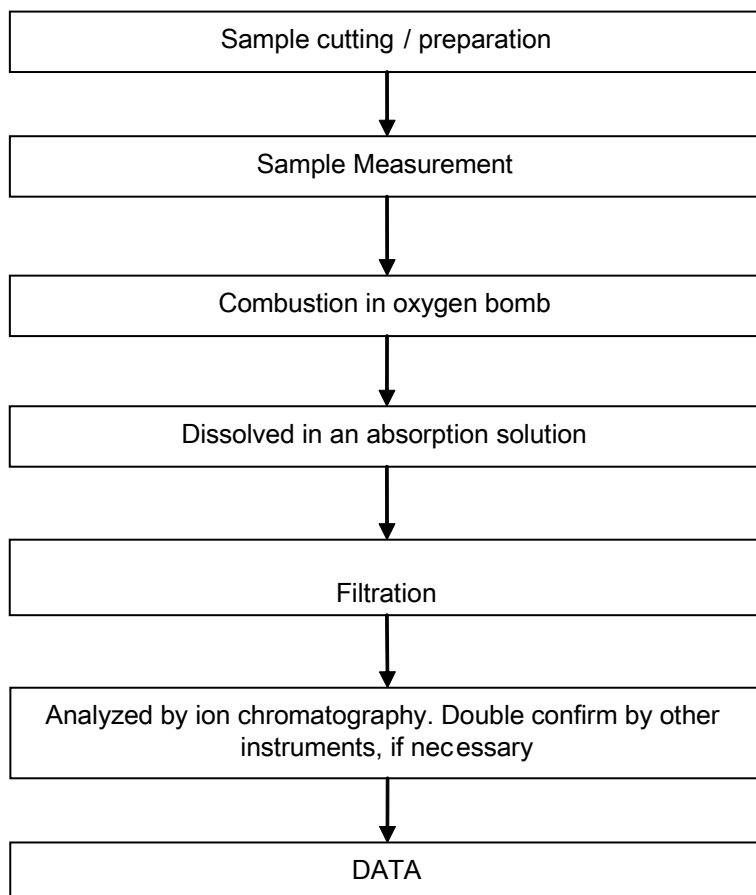 Sample cutting / preparation
Sample Measurement
Combustion in oxygen bomb
Dissolved in an absorption solution
Filtration
Analyzed by ion chromatography. Double confirm by other
instruments, if necessary
DATA